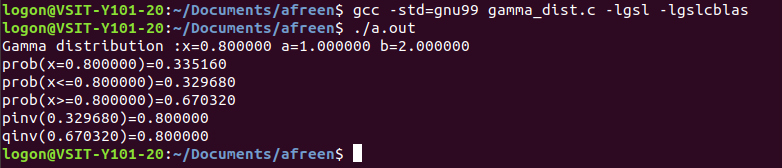 logon@VSIT-Y101-20:~/Documents/afreen$ gcc -std=gnu99 gamma_dist.c -lgsl -lgslcblas
logon@VSIT-Y101-20:~/Documents/afreen$ ./a.out
Gamma distribution :x=0.800000 a=1.000000 b=2.000000
prob(x=0.800000)=0.335160
prob(x<=0.800000)=0.329680
prob(x>=0.800000)=0.670320
pinv(0.329680)=0.800000
qinv(0.670320)=0.800000
logon@VSIT-Y101-20:~/Documents/afreen$